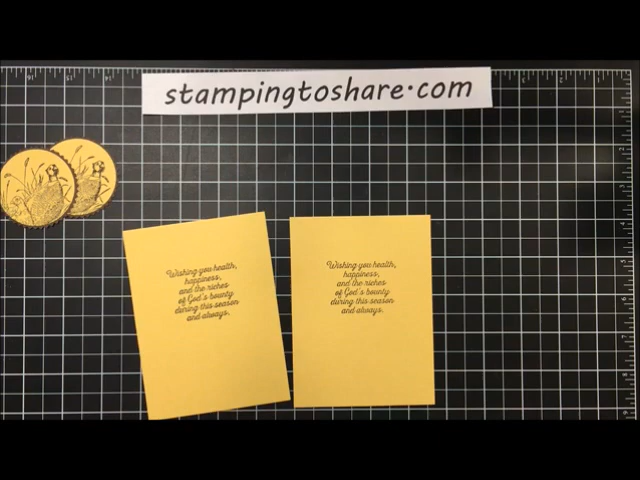 stampingtoshare.com
Wishing you health,
happiness,
and the riches
of God's bounty
during this season
and always.
Wishing you health,
happiness,
and the riches
of God's bounty
during this season
and always.